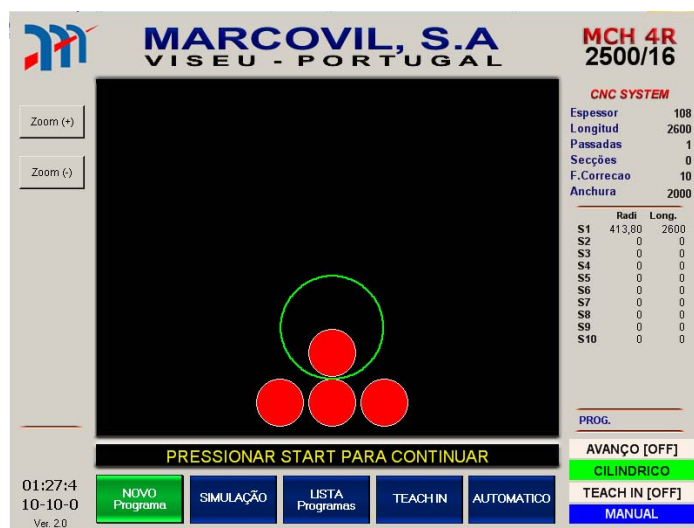 MARCOVIL, S.A
VISEU - PORTUGAL
MCH 4R
2500/16
Zoom (+)
Zoom (-)
CNC SYSTEM
Espessor 108
Longitud 2600
Passadas 1
Secções 0
F.Correcao 10
Anchura 2000
Radi Long.
S1 413,80 2600
S2 0 0
S3 0 0
S4 0 0
S5 0 0
S6 0 0
S7 0 0
S8 0 0
S9 0 0
S10 0 0
PROG.
PRESSIONAR START PARA CONTINUAR
AVANÇO [OFF]
CILINDRICO
TEACH IN [OFF]
MANUAL
01:27:4
10-10-0
Ver. 2.0
NOVO
Programa
SIMULAÇÃO
LISTA
Programas
TEACH IN
AUTOMATICO